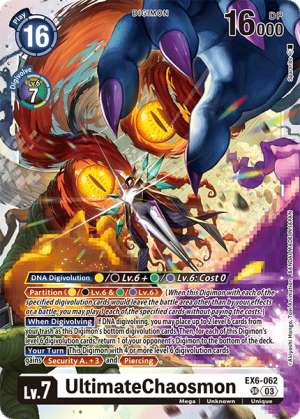 Play
16
DIGIMON
DP
16000
Digivolve
Lv.6
7
DNA Digivolution Lv.6 + Lv.6: Cost 0
Partition ( Lv.6 & Lv.6) (When this Digimon with each of the
specified digivolution cards would leave the battle area other than by your effects
or a battle, you may play 1 each of the specified cards without paying the costs.)
When Digivolving If DNA digivolving, you may place up to 2 level 6 cards from
your trash as this Digimon's bottom digivolution cards. Then, for each of this Digimon's
level 6 digivolution cards, return 1 of your opponent's Digimon to the bottom of the deck.
Your Turn This Digimon with 4 or more level 6 digivolution cards
gains Security A. +3 and Piercing.
Lv.7
UltimateChaosmon
EX6-062
03
Mega
Unknown
Unique